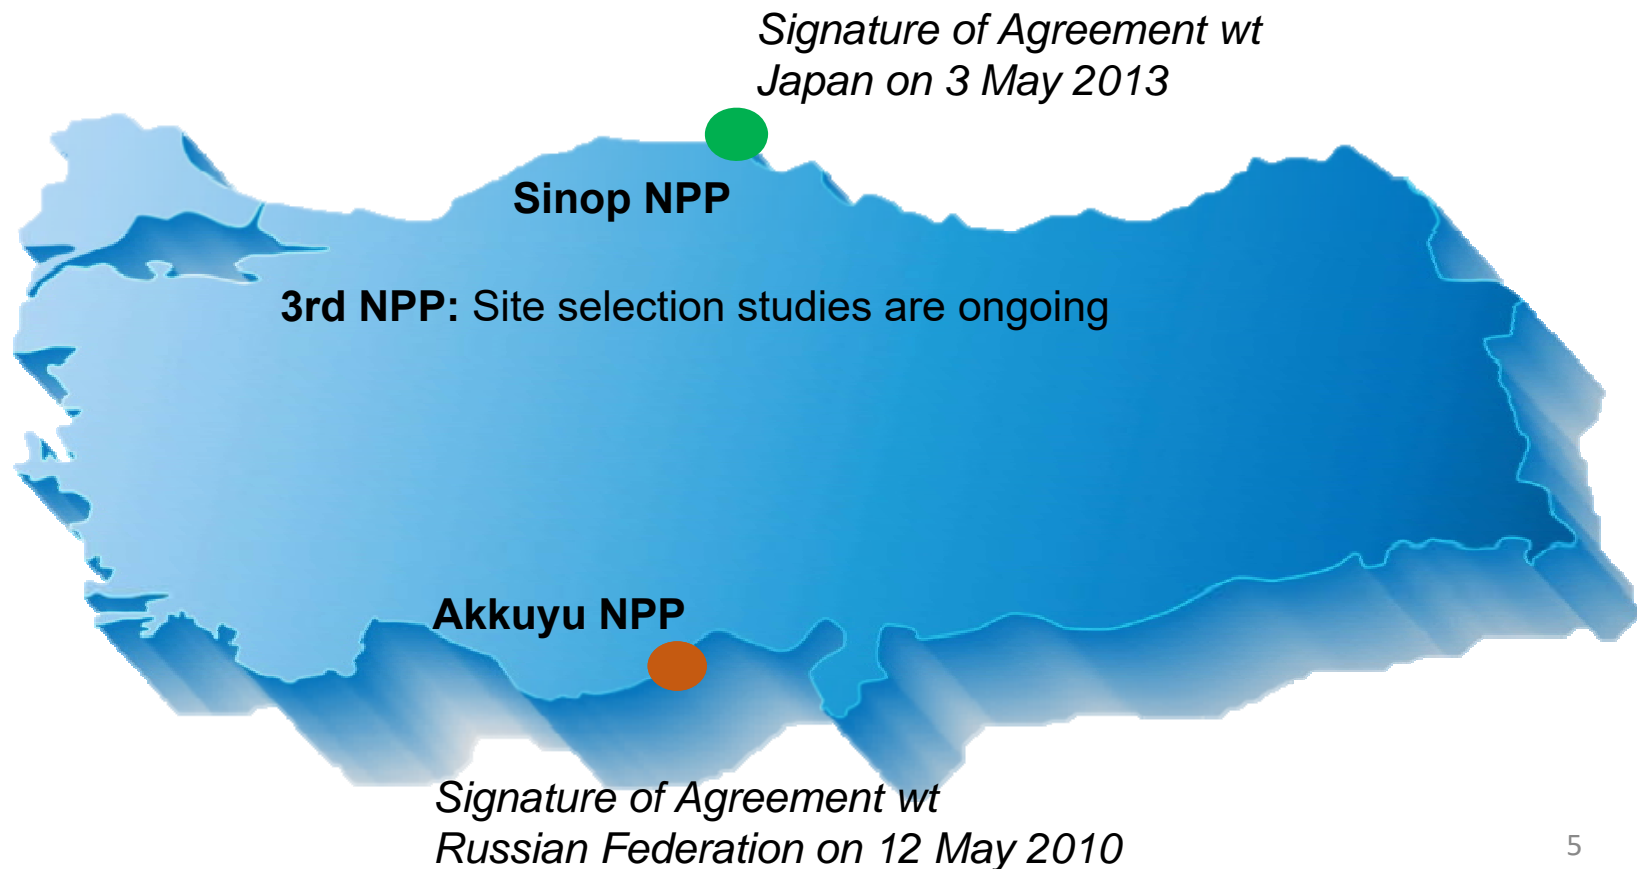 Signature of Agreement wt
Japan on 3 May 2013
Sinop NPP
3rd NPP: Site selection studies are ongoing
Akkuyu NPP
Signature of Agreement wt
Russian Federation on 12 May 2010
5